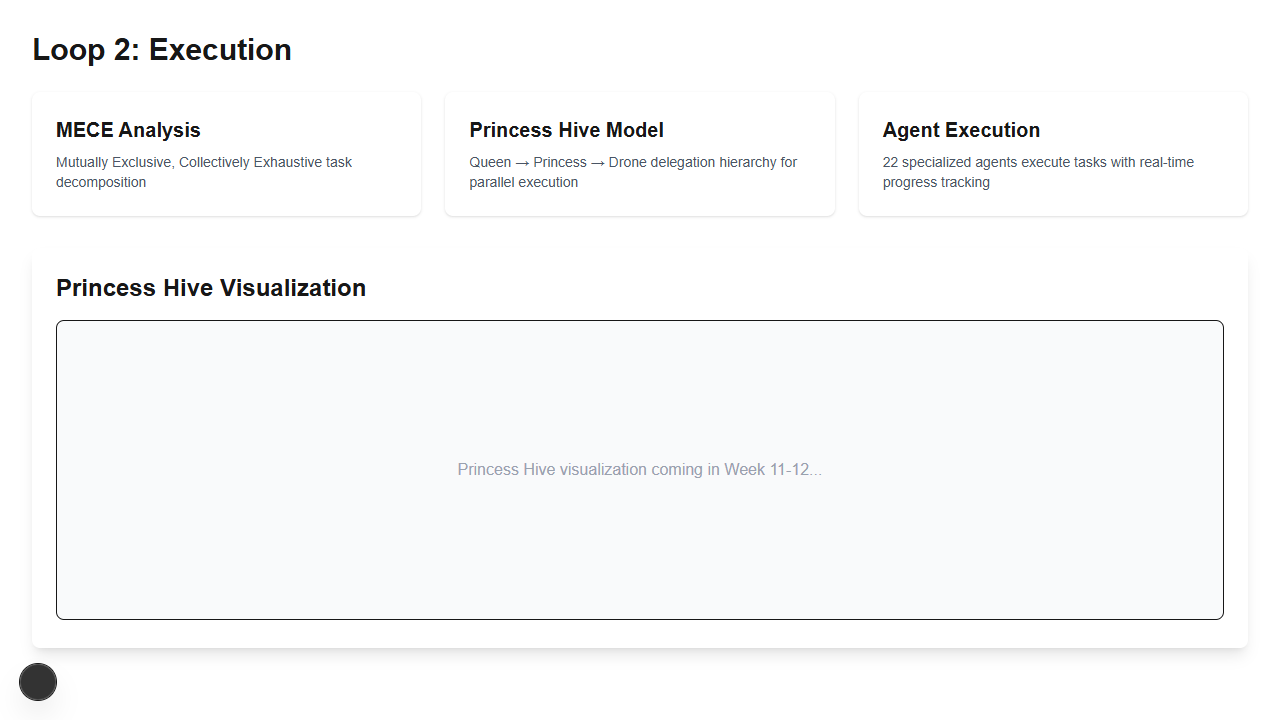 Loop 2: Execution
MECE Analysis
Mutually Exclusive, Collectively Exhaustive task
decomposition
Princess Hive Model
Queen → Princess → Drone delegation hierarchy for
parallel execution
Agent Execution
22 specialized agents execute tasks with real-time
progress tracking
Princess Hive Visualization
Princess Hive visualization coming in Week 11-12...